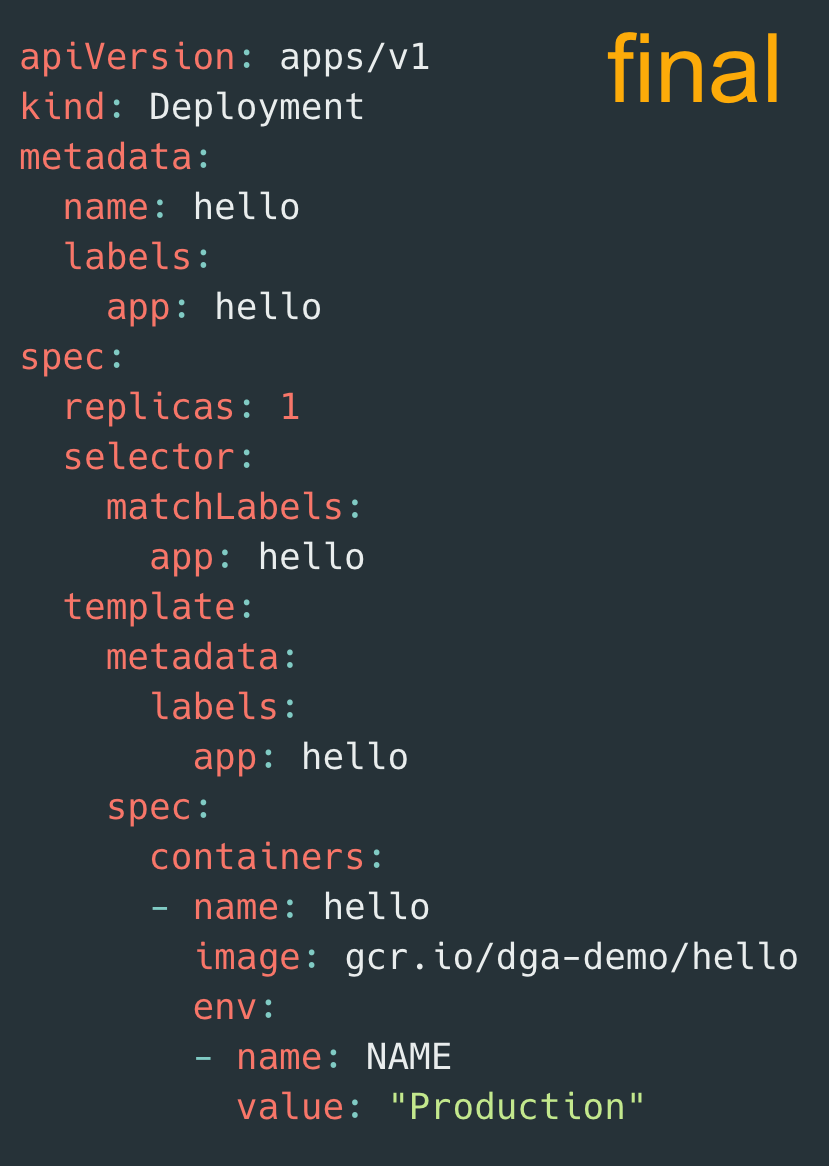 final
apiVersion: apps/v1
kind: Deployment
metadata:
  name: hello
  labels:
    app: hello
spec:
  replicas: 1
  selector:
    matchLabels:
      app: hello
  template:
    metadata:
      labels:
        app: hello
    spec:
      containers:
      - name: hello
        image: gcr.io/dga-demo/hello
        env:
        - name: NAME
          value: "Production"